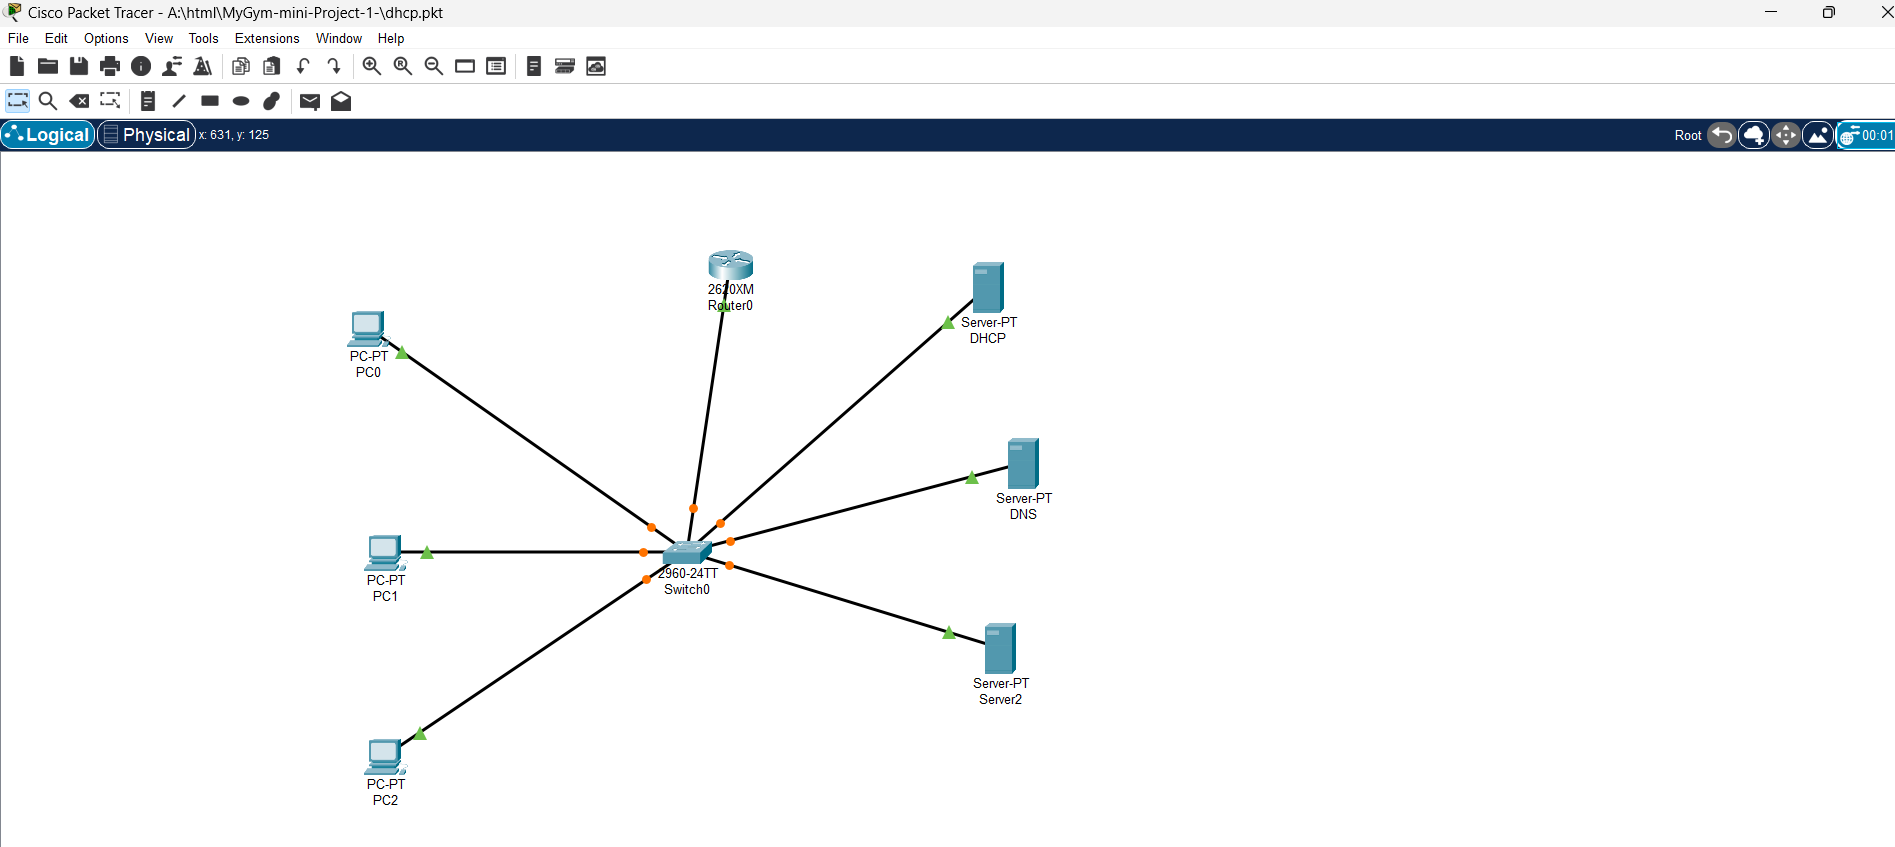 Cisco Packet Tracer - A:\html\MyGym-mini-Project-1-\dhcp.pkt
File Edit Options View Tools Extensions Window Help
Logical Physical x: 631, y: 125 Root 00:01
2620XM
Router0
Server-PT
DHCP
PC-PT
PC0
Server-PT
DNS
PC-PT
PC1
2960-24TT
Switch0
Server-PT
Server2
PC-PT
PC2